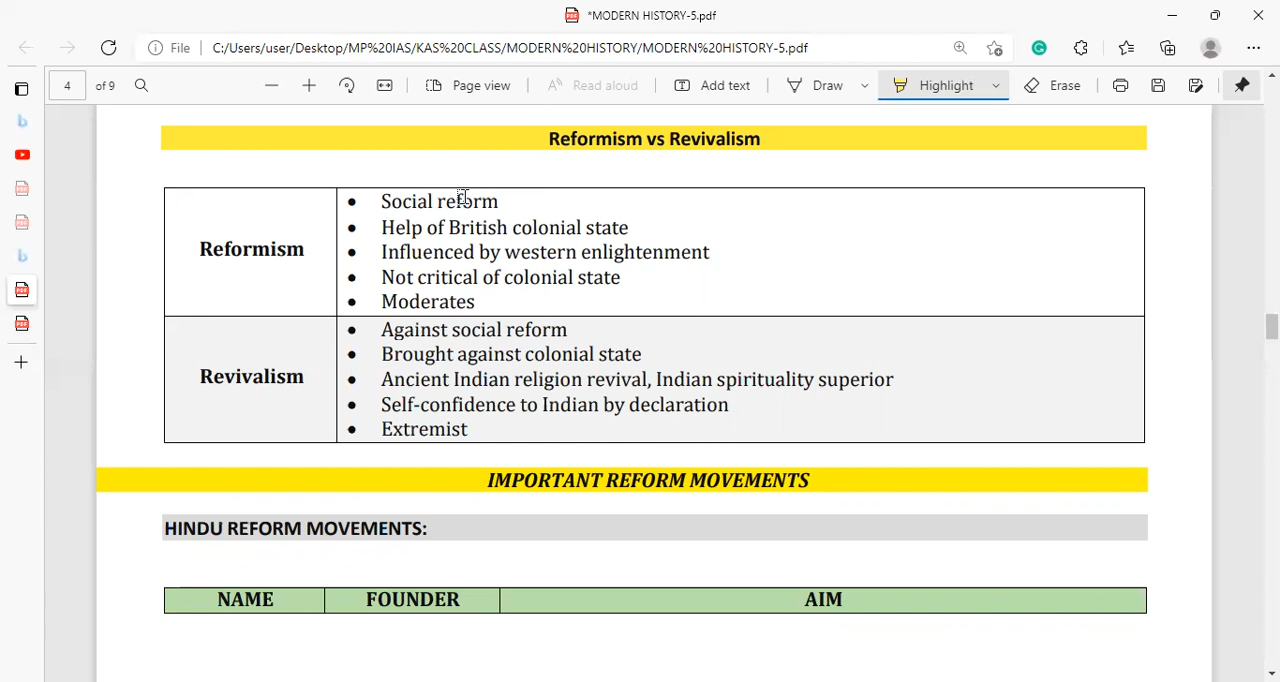 *MODERN HISTORY-5.pdf
File C:/Users/user/Desktop/MP%20IAS/KAS%20CLASS/MODERN%20HISTORY/MODERN%20HISTORY-5.pdf
4 of 9 Page view Read aloud Add text Draw Highlight Erase
Reformism vs Revivalism
Reformism
• Social reform
• Help of British colonial state
• Influenced by western enlightenment
• Not critical of colonial state
• Moderates
Revivalism
• Against social reform
• Brought against colonial state
• Ancient Indian religion revival, Indian spirituality superior
• Self-confidence to Indian by declaration
• Extremist
IMPORTANT REFORM MOVEMENTS
HINDU REFORM MOVEMENTS:
NAME FOUNDER AIM